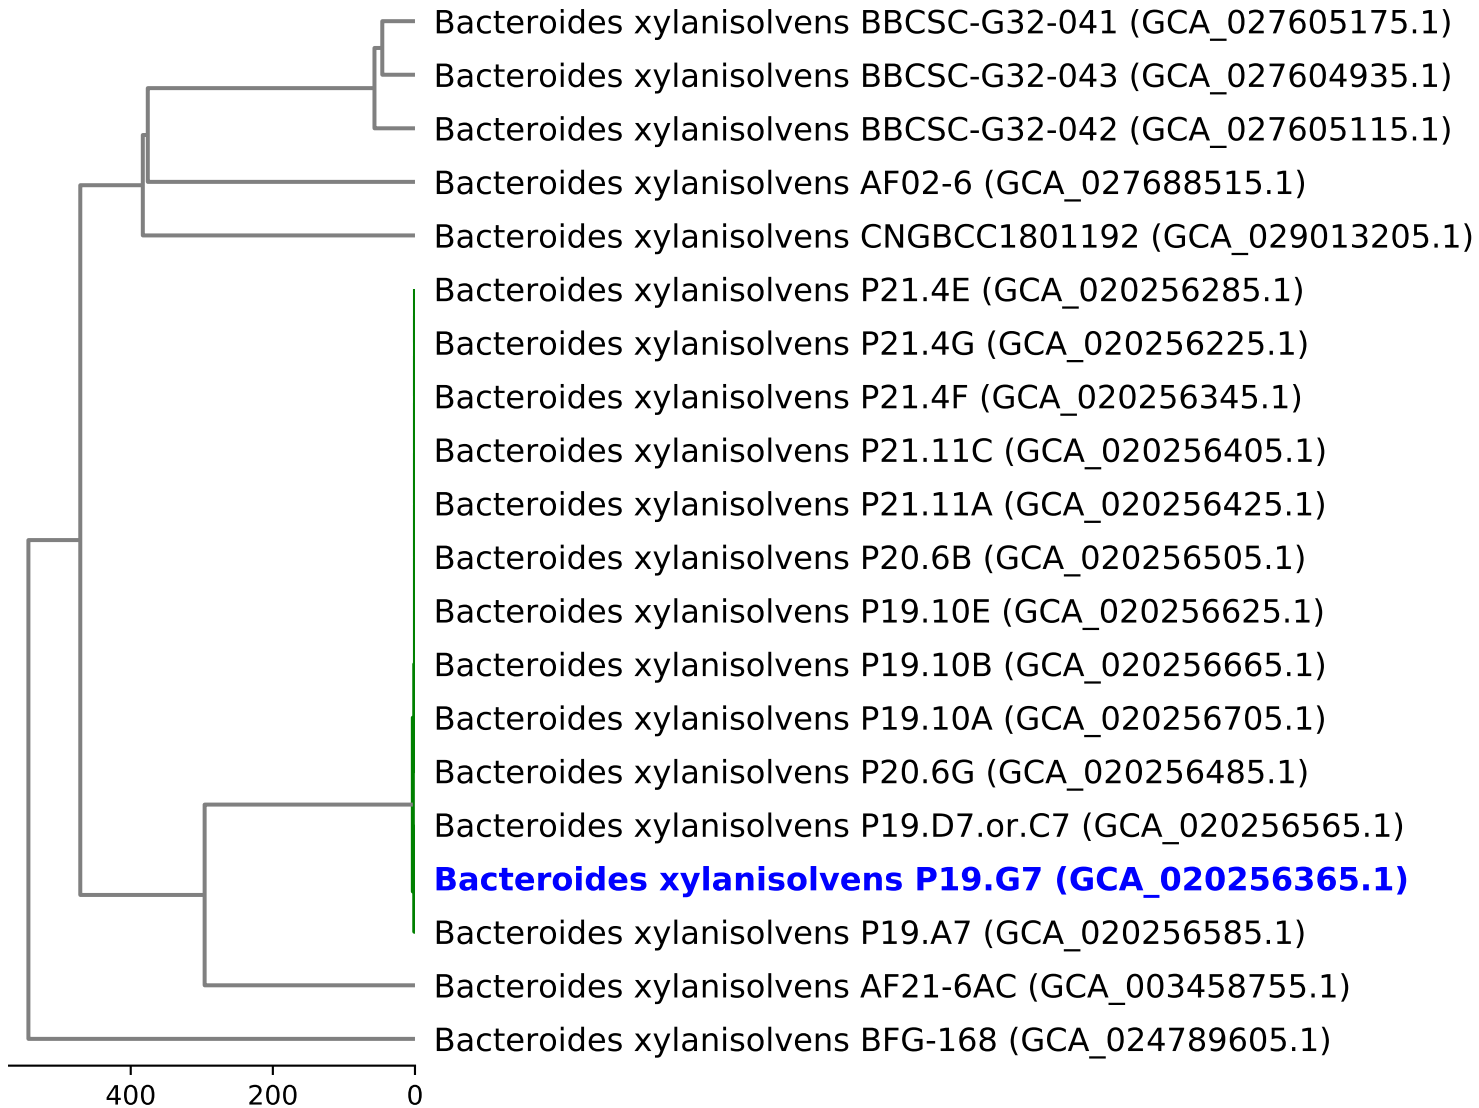 Bacteroides xylanisolvens BBCSC-G32-041 (GCA_027605175.1)
Bacteroides xylanisolvens BBCSC-G32-043 (GCA_027604935.1)
Bacteroides xylanisolvens BBCSC-G32-042 (GCA_027605115.1)
Bacteroides xylanisolvens AF02-6 (GCA_027688515.1)
Bacteroides xylanisolvens CNGBCC1801192 (GCA_029013205.1)
Bacteroides xylanisolvens P21.4E (GCA_020256285.1)
Bacteroides xylanisolvens P21.4G (GCA_020256225.1)
Bacteroides xylanisolvens P21.4F (GCA_020256345.1)
Bacteroides xylanisolvens P21.11C (GCA_020256405.1)
Bacteroides xylanisolvens P21.11A (GCA_020256425.1)
Bacteroides xylanisolvens P20.6B (GCA_020256505.1)
Bacteroides xylanisolvens P19.10E (GCA_020256625.1)
Bacteroides xylanisolvens P19.10B (GCA_020256665.1)
Bacteroides xylanisolvens P19.10A (GCA_020256705.1)
Bacteroides xylanisolvens P20.6G (GCA_020256485.1)
Bacteroides xylanisolvens P19.D7.or.C7 (GCA_020256565.1)
Bacteroides xylanisolvens P19.G7 (GCA_020256365.1)
Bacteroides xylanisolvens P19.A7 (GCA_020256585.1)
Bacteroides xylanisolvens AF21-6AC (GCA_003458755.1)
Bacteroides xylanisolvens BFG-168 (GCA_024789605.1)
400 200 0